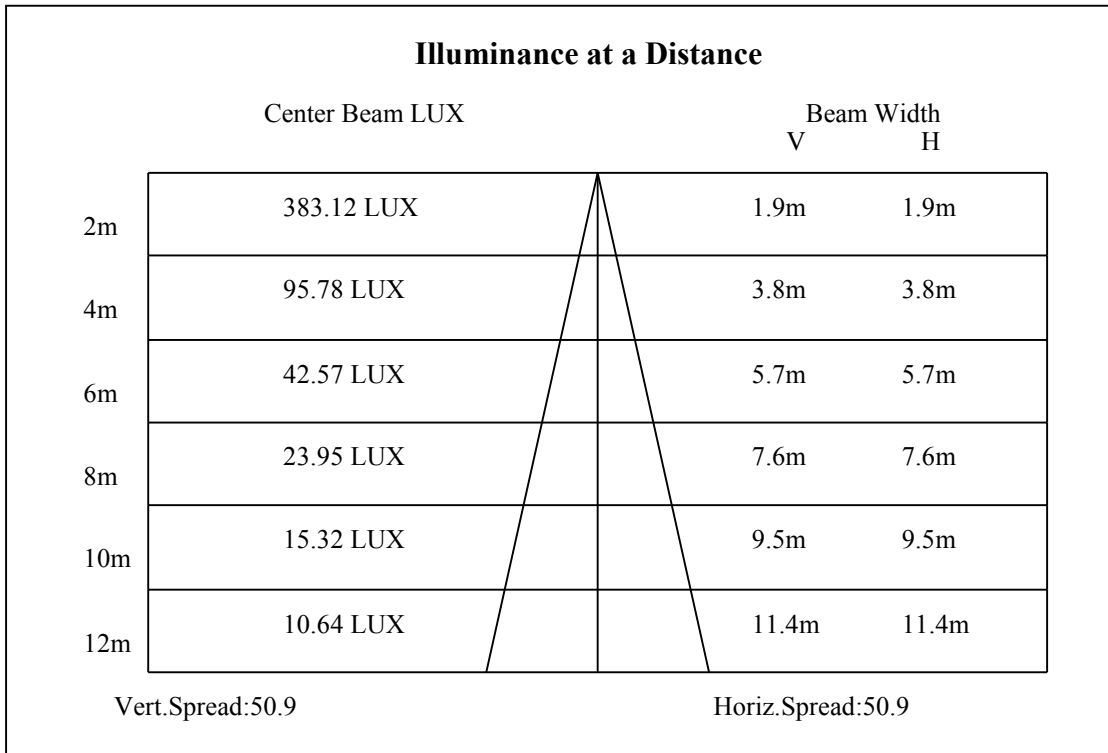 Illuminance at a Distance
Center Beam LUX Beam Width
V H
2m 383.12 LUX 1.9m 1.9m
4m 95.78 LUX 3.8m 3.8m
6m 42.57 LUX 5.7m 5.7m
8m 23.95 LUX 7.6m 7.6m
10m 15.32 LUX 9.5m 9.5m
12m 10.64 LUX 11.4m 11.4m
Vert.Spread:50.9 Horiz.Spread:50.9